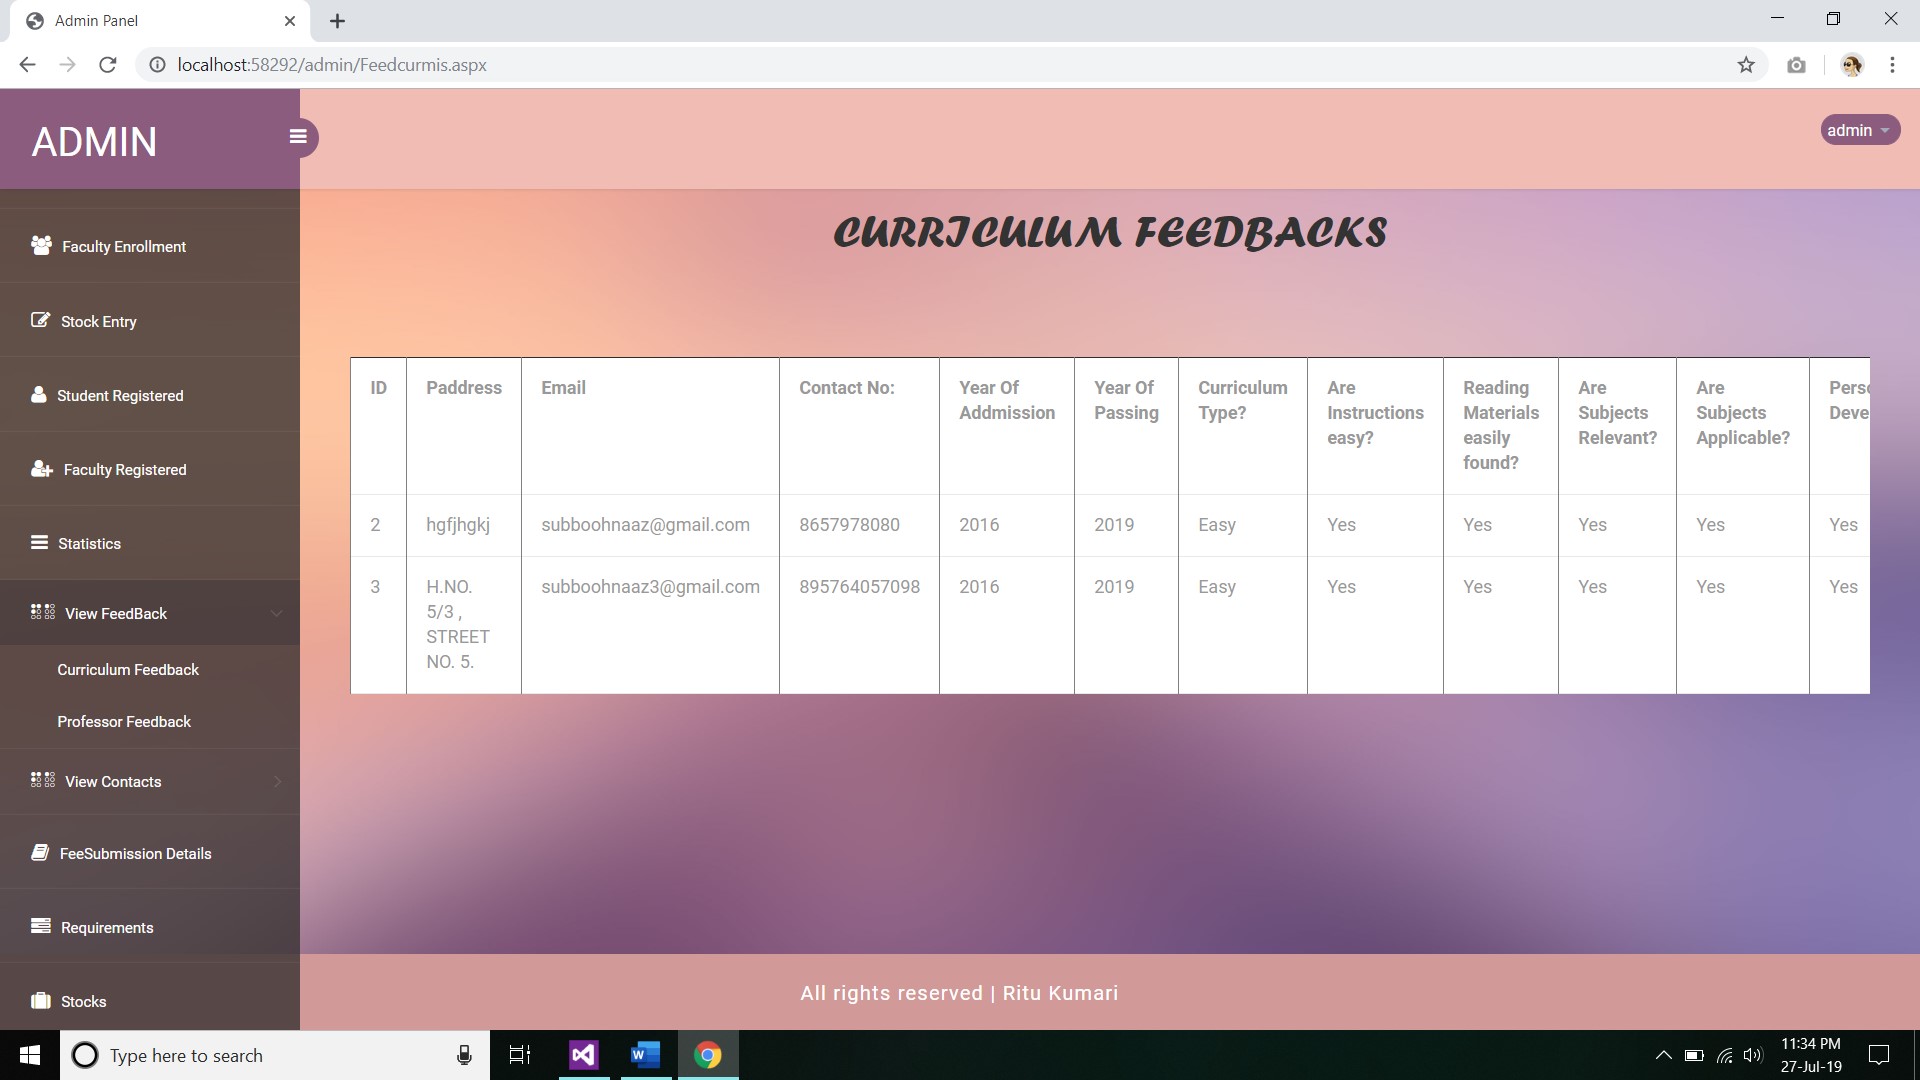 Admin Panel
localhost:58292/admin/Feedcurmis.aspx
ADMIN
admin
Faculty Enrollment
Stock Entry
Student Registered
Faculty Registered
Statistics
View FeedBack
Curriculum Feedback
Professor Feedback
View Contacts
FeeSubmission Details
Requirements
Stocks
CURRICULUM FEEDBACKS
ID Paddress Email Contact No: Year Of Year Of Curriculum Are Reading Are Are Perso
Addmission Passing Type? Instructions Materials Subjects Subjects Deve
easy? easily Relevant? Applicable?
found?
2 hgfjhgkj subboohnaaz@gmail.com 8657978080 2016 2019 Easy Yes Yes Yes Yes Yes
3 H.NO. subboohnaaz3@gmail.com 895764057098 2016 2019 Easy Yes Yes Yes Yes Yes
5/3 ,
STREET
NO. 5.
All rights reserved | Ritu Kumari
Type here to search
11:34 PM
27-Jul-19